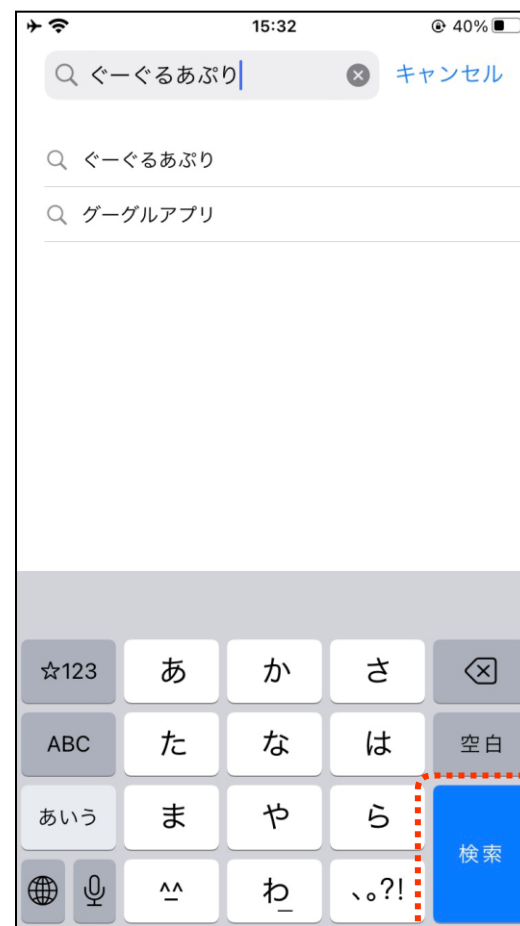 15:32 40%
ぐーぐるあぷり キャンセル
ぐーぐるあぷり
グーグルアプリ
☆123 あ か さ
ABC た な は 空白
あいう ま や ら 検索
^_^ わ_ 、。?!